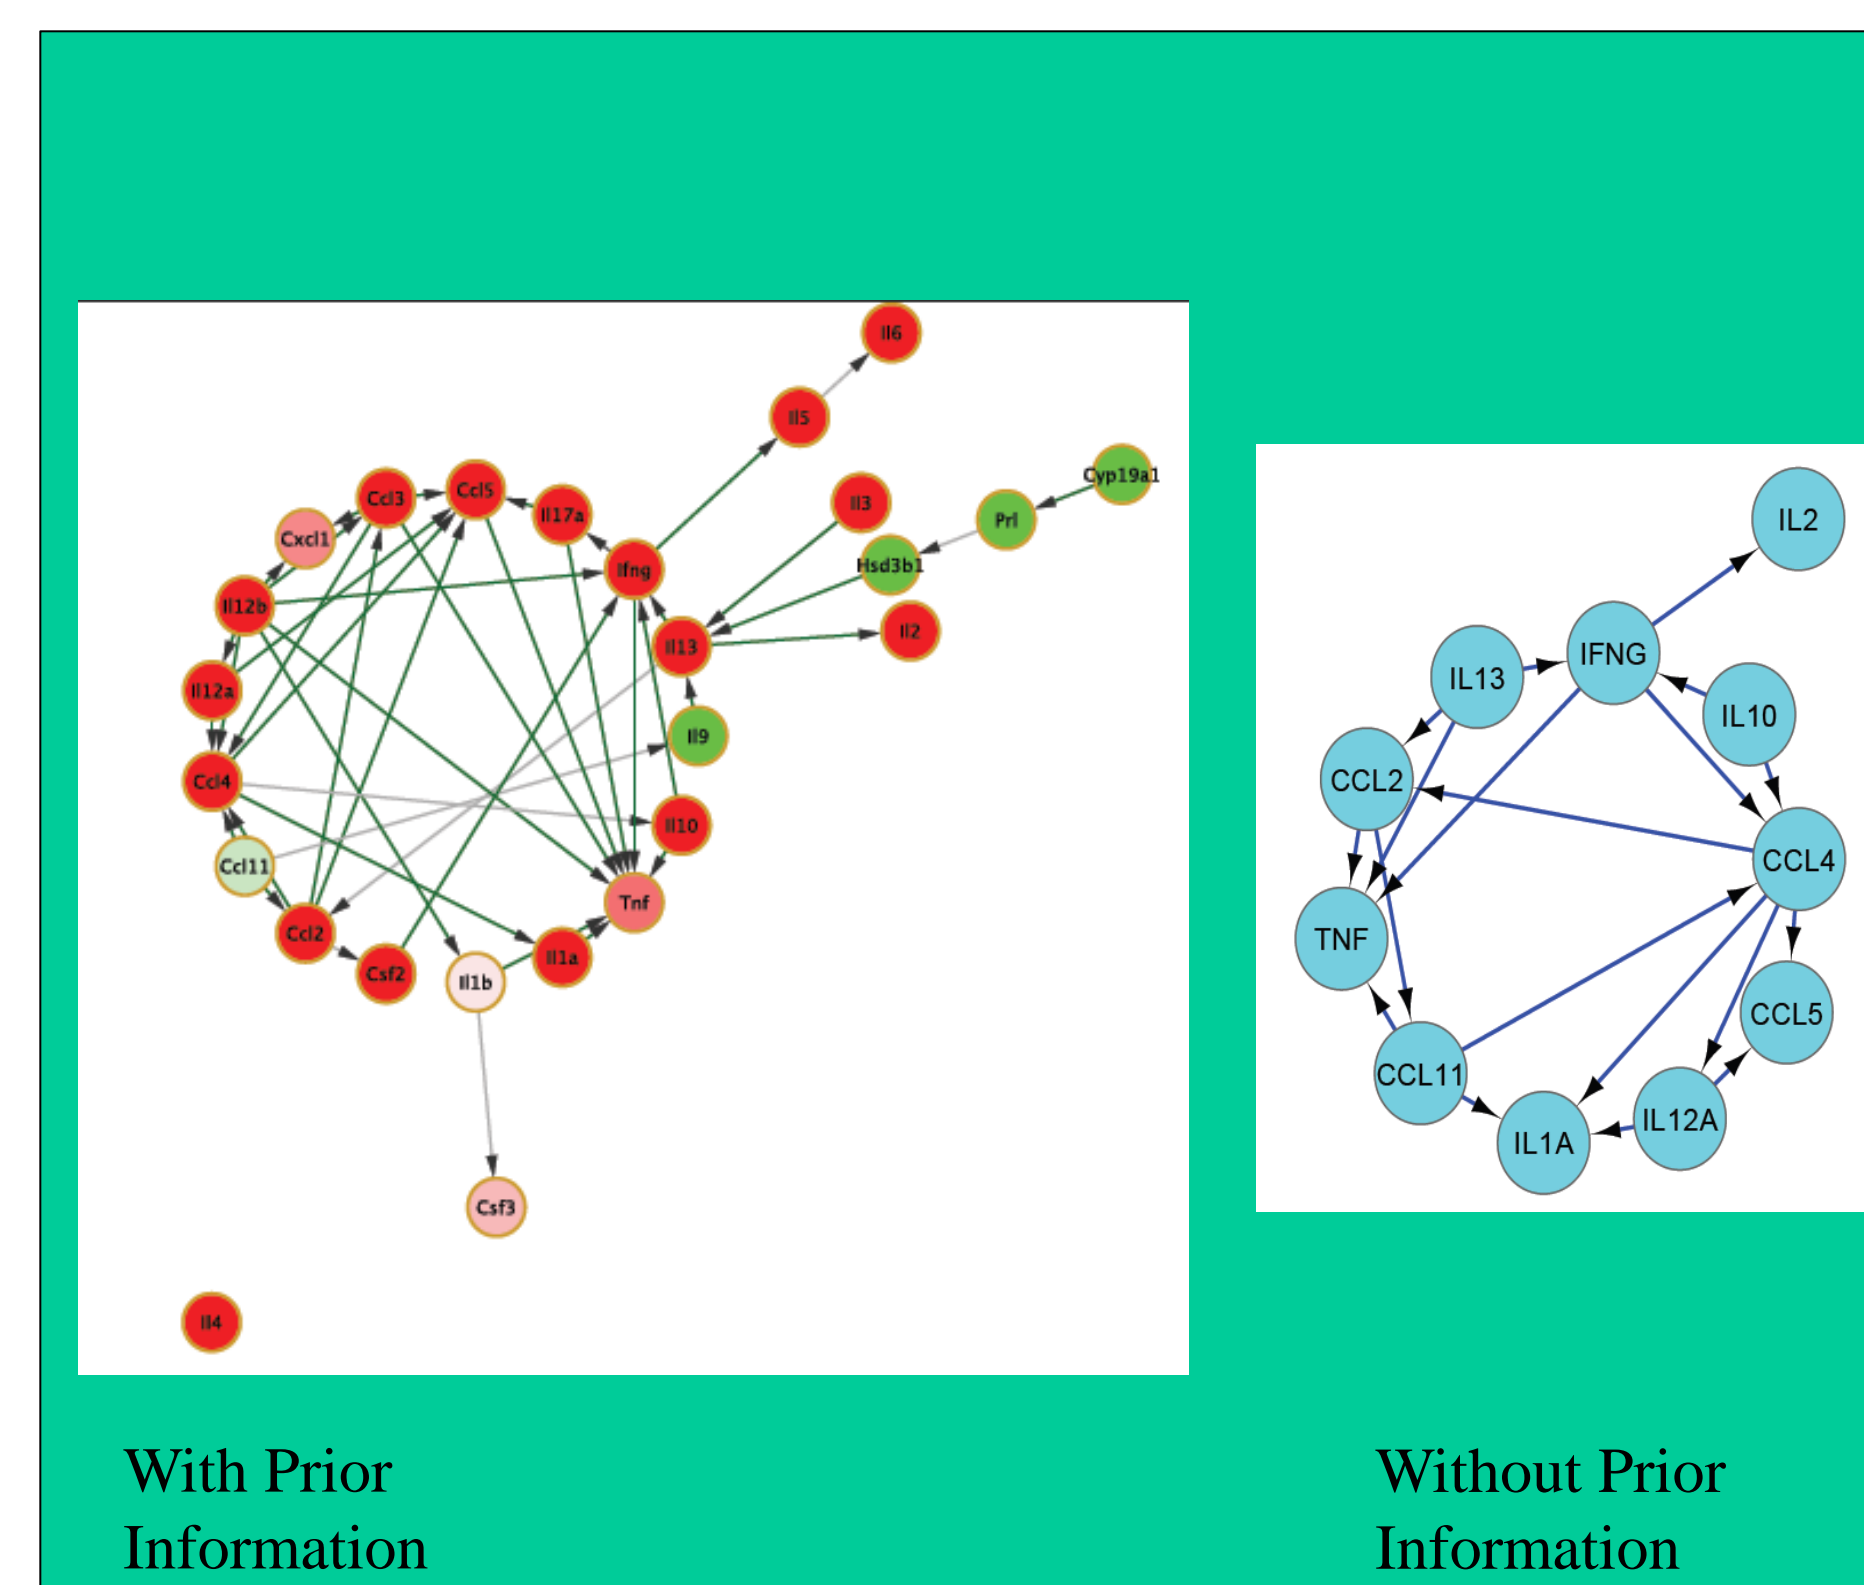 Il6
Il5
Cyp19a1
Il3
Prl
Ccl3
Ccl5
Il17a
Cxcl1
Ifng
Hsd3b1
Il12b
Il13
Il2
Il12a
Il9
Ccl4
Il10
Ccl11
Tnf
Ccl2
Il1a
Csf2
Il1b
Csf3
Il4
IL2
IFNG
IL13
IL10
CCL2
CCL4
TNF
CCL5
CCL11
IL12A
IL1A
With Prior
Information
Without Prior
Information